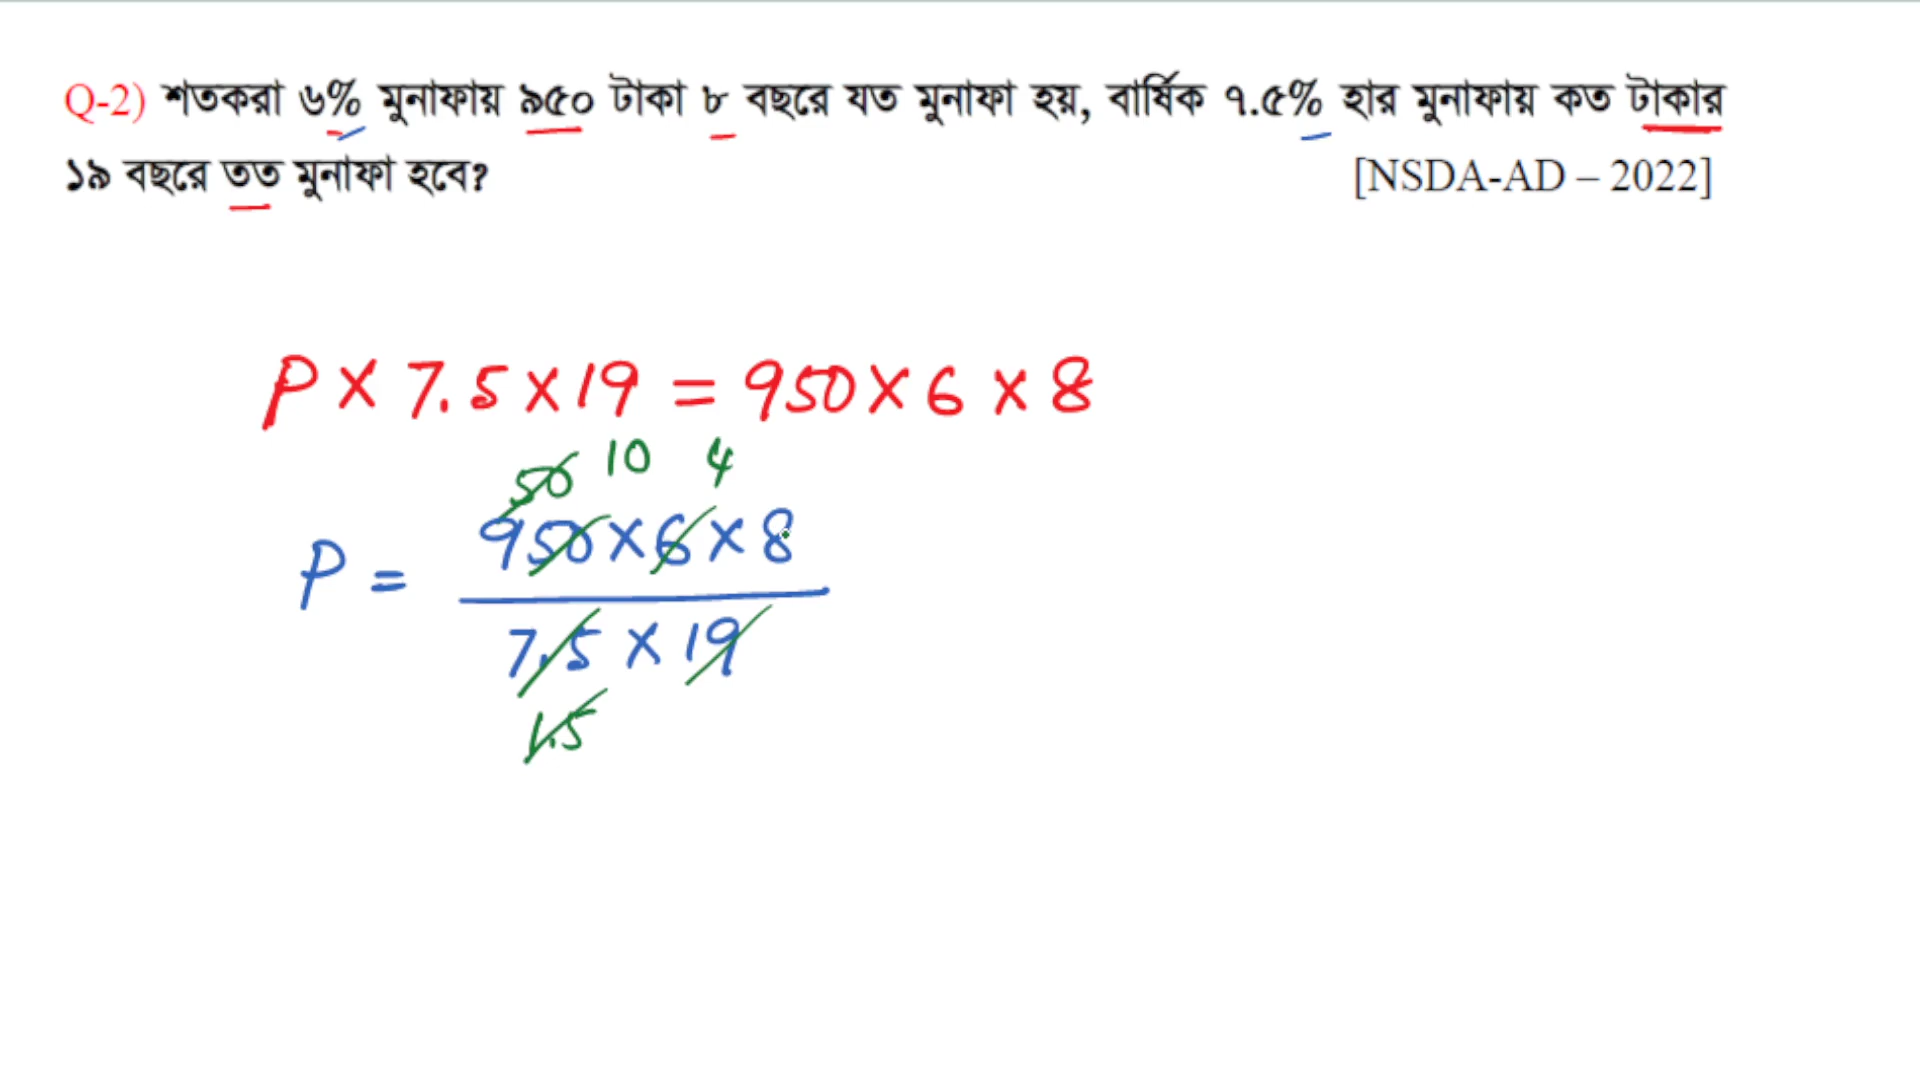 Q-2) শতকরা ৬% মুনাফায় ৯৫০ টাকা ৮ বছরে যত মুনাফা হয়, বার্ষিক ৭.৫% হার মুনাফায় কত টাকার
১৯ বছরে তত মুনাফা হবে? [NSDA-AD – 2022]
P × 7.5 × 19 = 950 × 6 × 8
50 10 4
P = 950 × 6 × 8
7.5 × 19
1.5